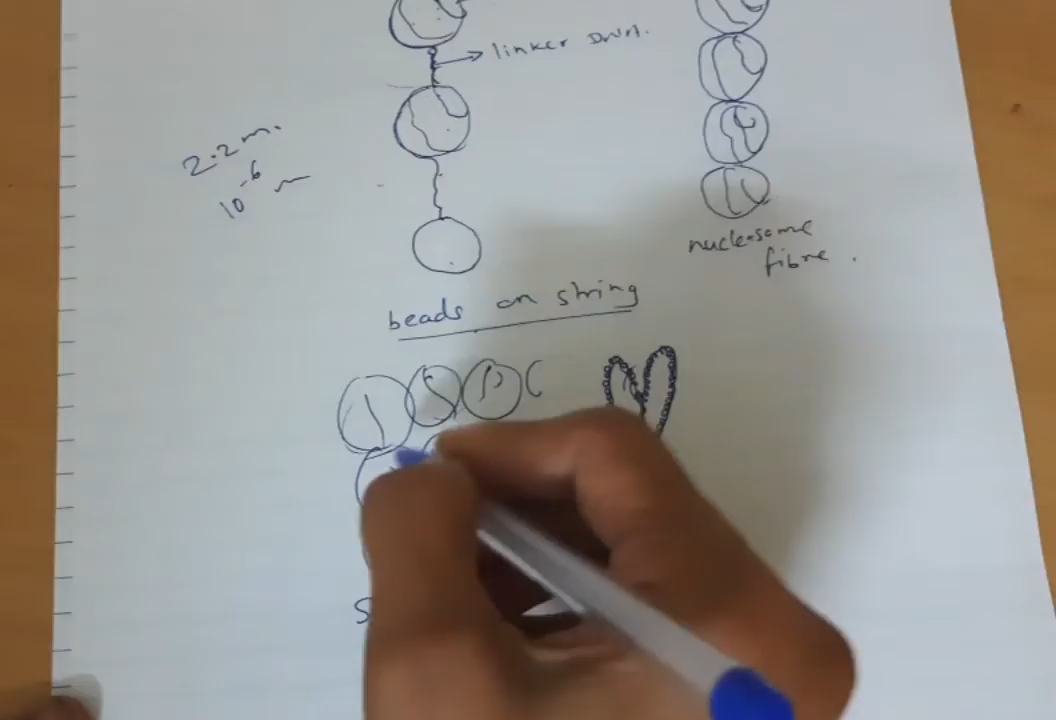 linker DNA.
2.2 m.
10-6 m
nucleosome
fibre.
beads on string
S